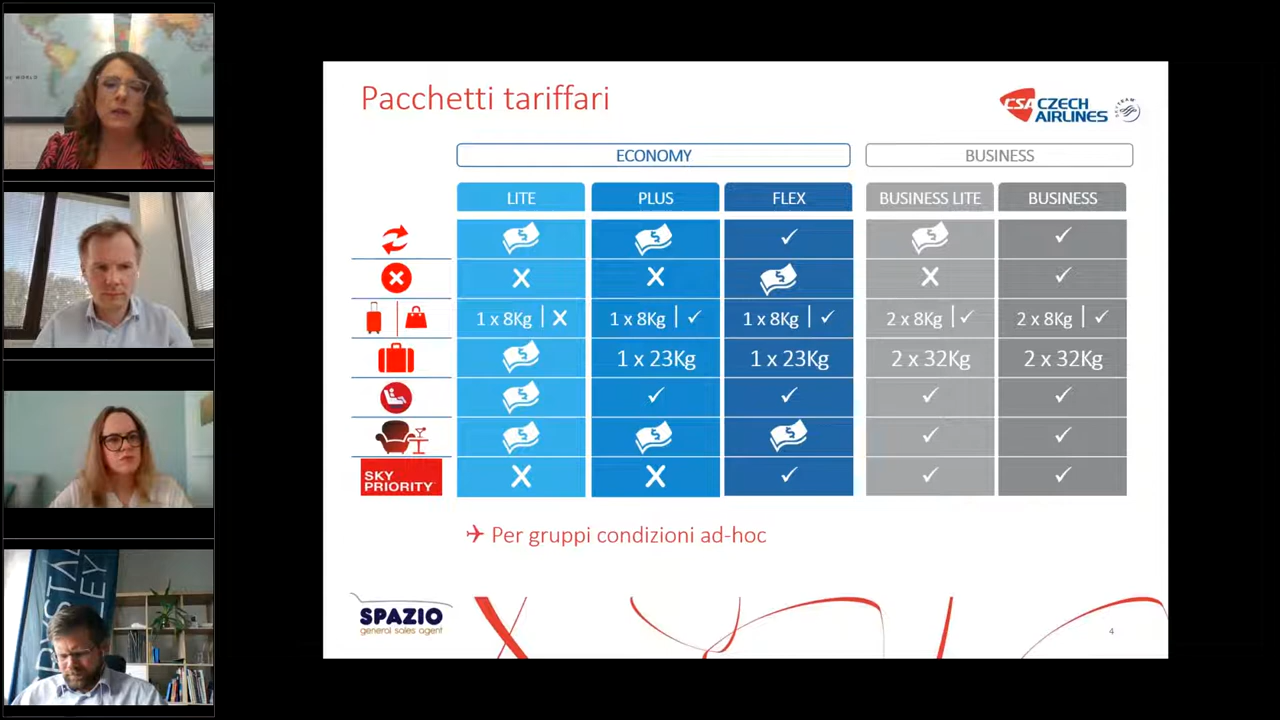 Pacchetti tariffari
CSA CZECH
AIRLINES
SKYTEAM
ECONOMY BUSINESS
LITE PLUS FLEX BUSINESS LITE BUSINESS
1 x 8Kg | X 1 x 8Kg | ✓ 1 x 8Kg | ✓ 2 x 8Kg | ✓ 2 x 8Kg | ✓
1 x 23Kg 1 x 23Kg 2 x 32Kg 2 x 32Kg
SKY
PRIORITY
Per gruppi condizioni ad-hoc
SPAZIO
general sales agent
4